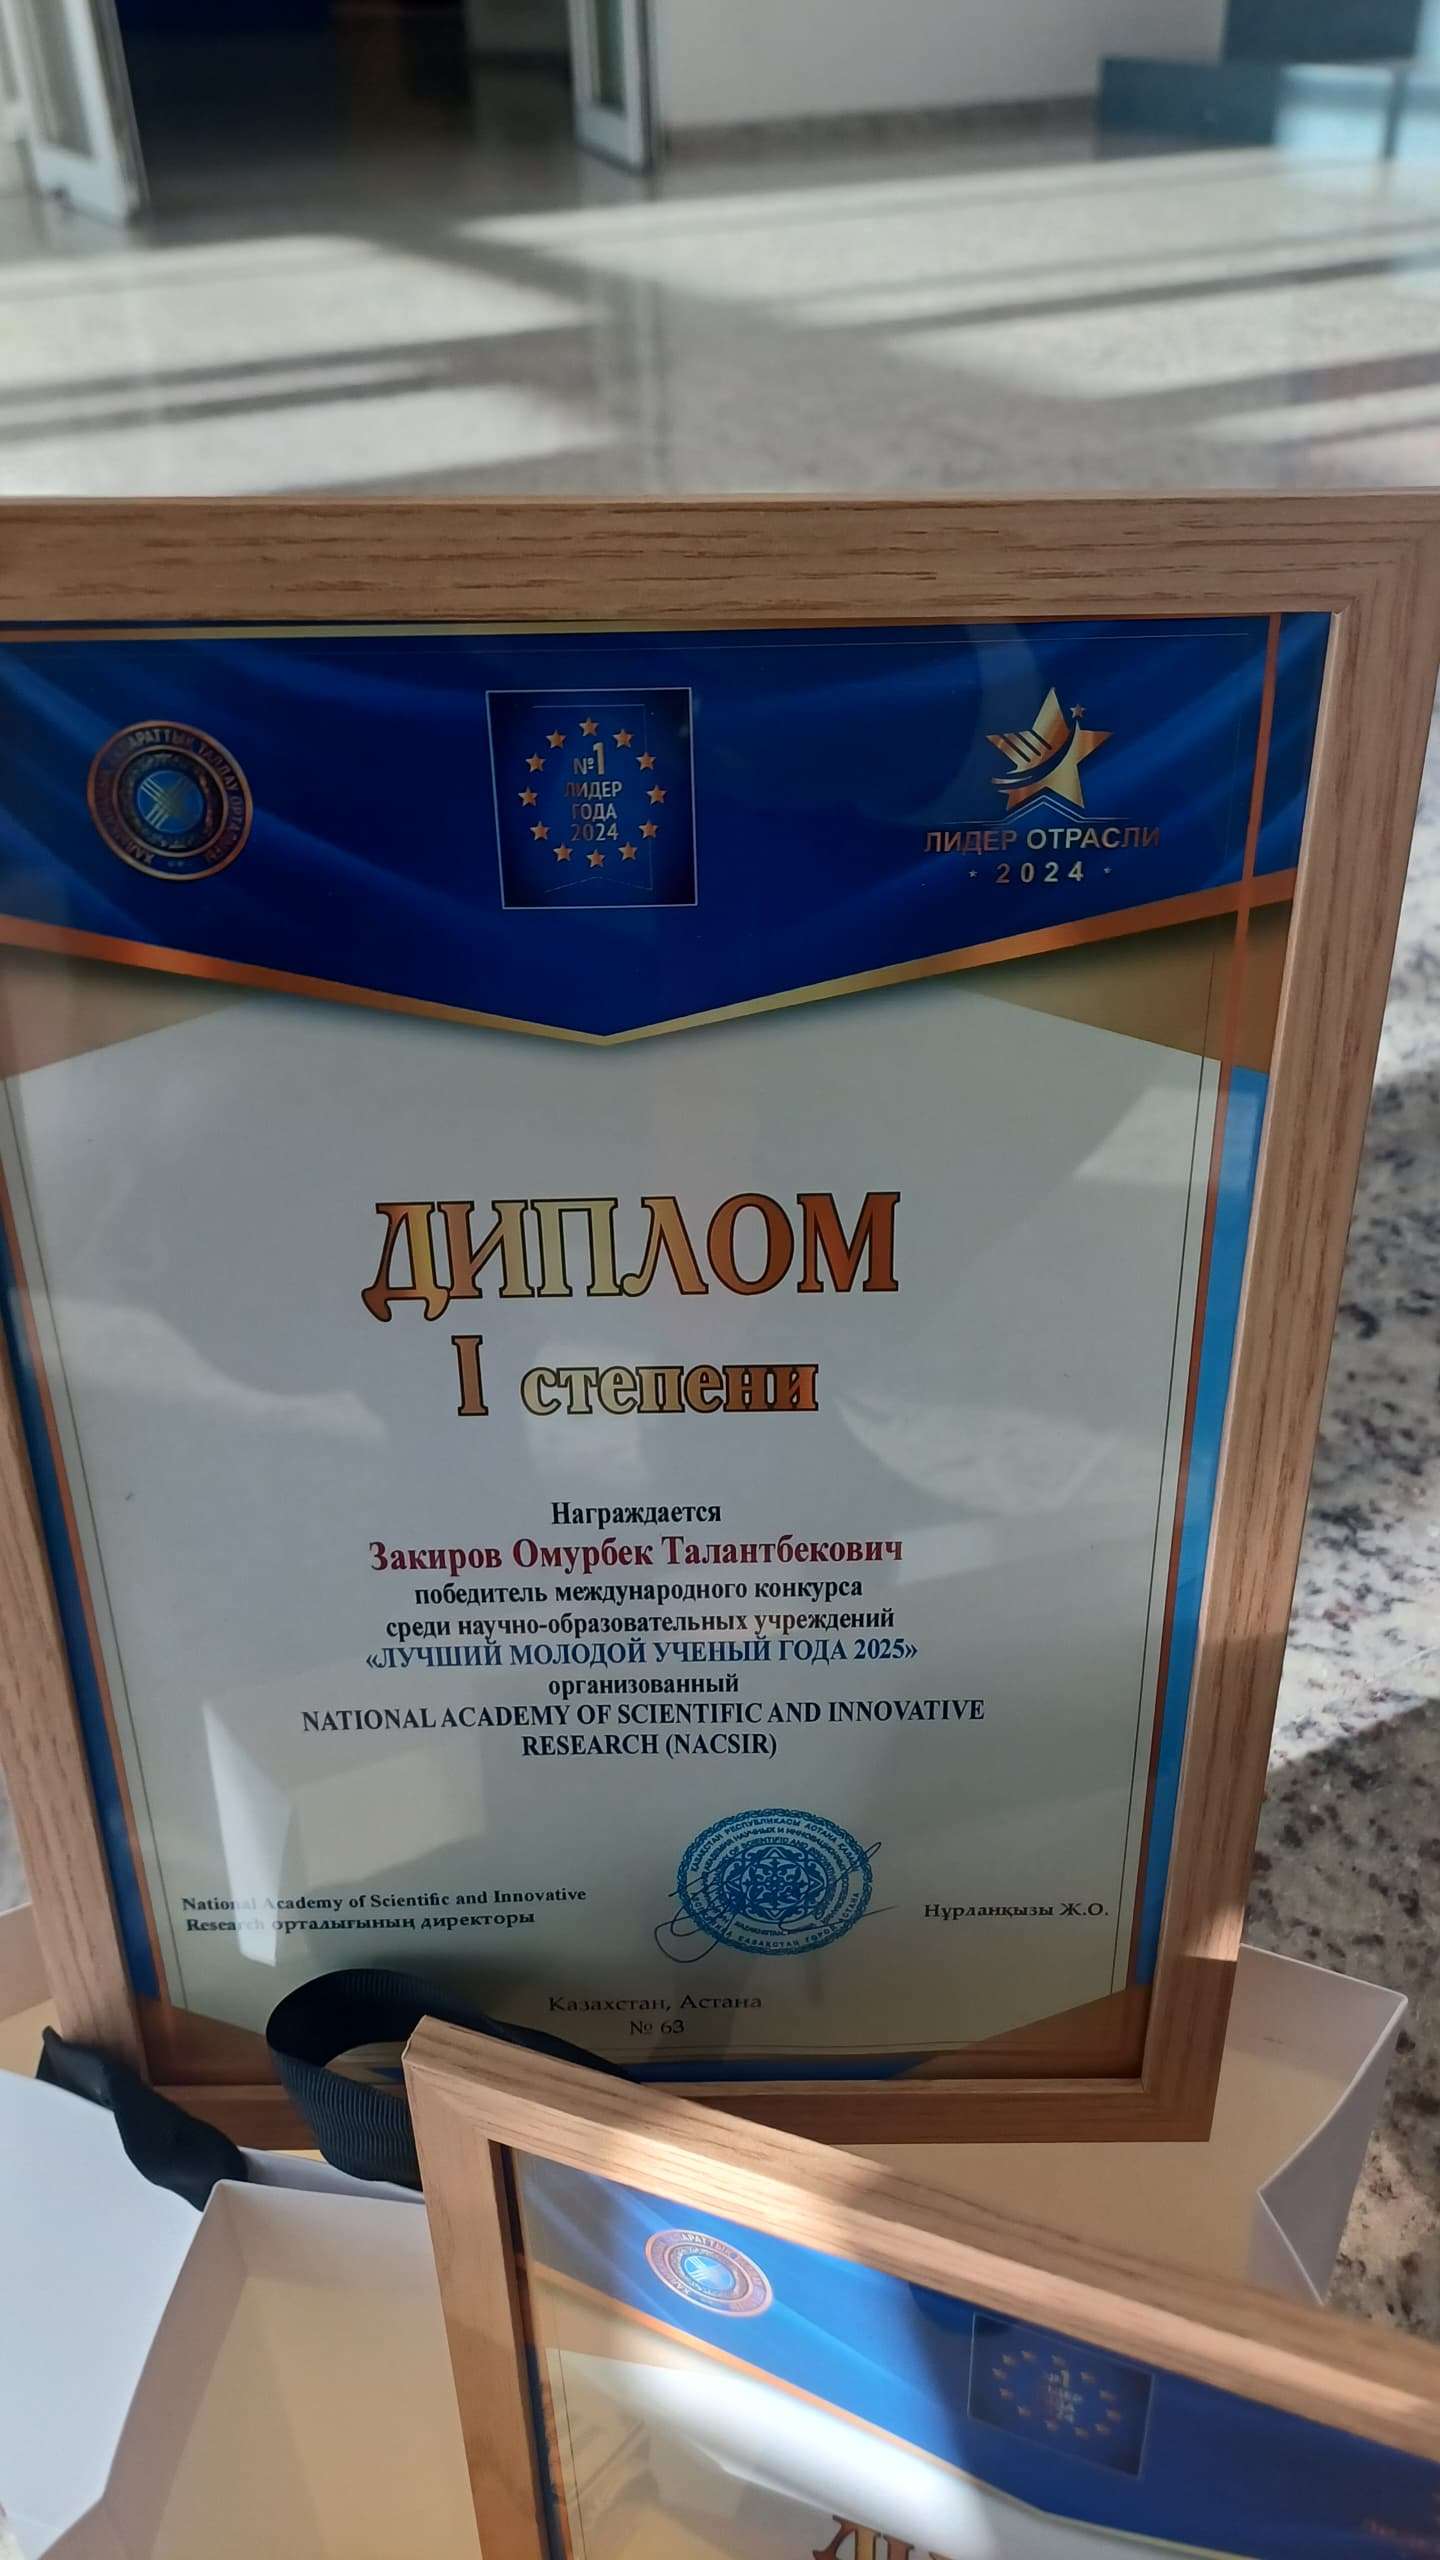 №1
ЛИДЕР
ГОДА
2024
ЛИДЕР ОТРАСЛИ
2024
ДИПЛОМ
I степени
Награждается
Закиров Омурбек Талантбекович
победитель международного конкурса
среди научно-образовательных учреждений
«ЛУЧШИЙ МОЛОДОЙ УЧЕНЫЙ ГОДА 2025»
организованный
NATIONAL ACADEMY OF SCIENTIFIC AND INNOVATIVE
RESEARCH (NACSIR)
National Academy of Scientific and Innovative
Research орталығының директоры
Нұрланқызы Ж.О.
Казахстан, Астана
№ 63